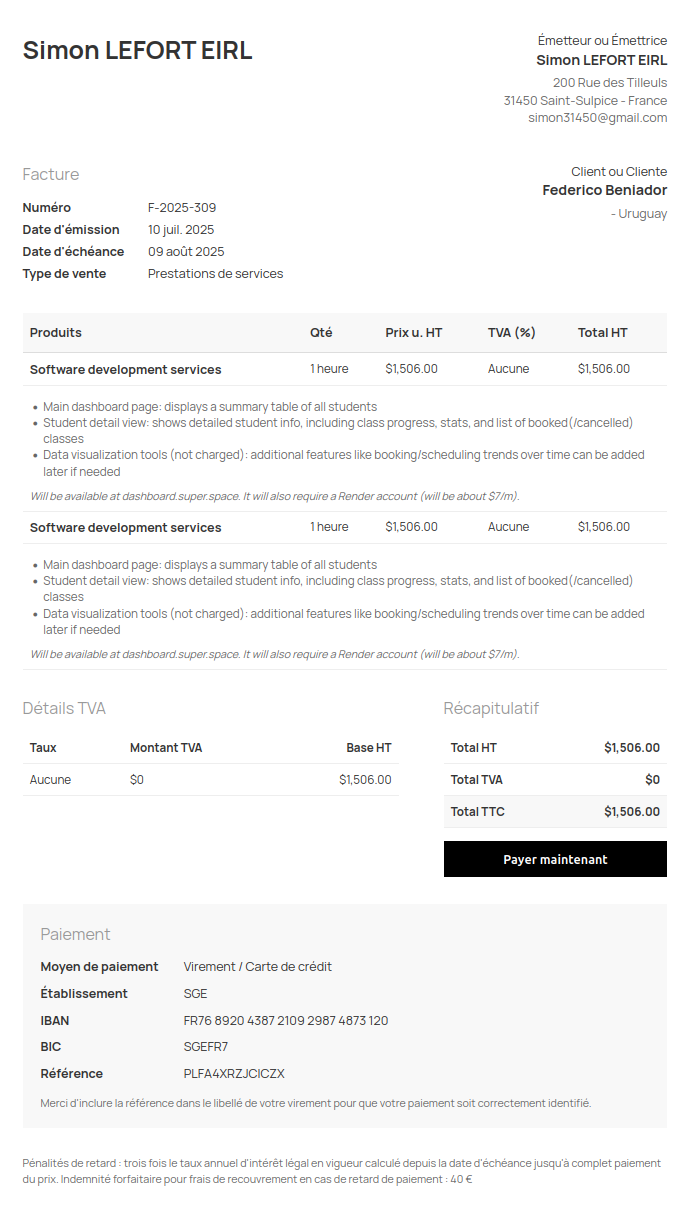 Simon LEFORT EIRL
Émetteur ou Émettrice
Simon LEFORT EIRL
200 Rue des Tilleuls
31450 Saint-Sulpice - France
simon31450@gmail.com
Facture
Numéro F-2025-309
Date d'émission 10 juil. 2025
Date d'échéance 09 août 2025
Type de vente Prestations de services
Client ou Cliente
Federico Beniador
- Uruguay
Produits Qté Prix u. HT TVA (%) Total HT
Software development services 1 heure $1,506.00 Aucune $1,506.00
• Main dashboard page: displays a summary table of all students
• Student detail view: shows detailed student info, including class progress, stats, and list of booked(/cancelled)
classes
• Data visualization tools (not charged): additional features like booking/scheduling trends over time can be added
later if needed
Will be available at dashboard.super.space. It will also require a Render account (will be about $7/m).
Software development services 1 heure $1,506.00 Aucune $1,506.00
• Main dashboard page: displays a summary table of all students
• Student detail view: shows detailed student info, including class progress, stats, and list of booked(/cancelled)
classes
• Data visualization tools (not charged): additional features like booking/scheduling trends over time can be added
later if needed
Will be available at dashboard.super.space. It will also require a Render account (will be about $7/m).
Détails TVA
Taux Montant TVA Base HT
Aucune $0 $1,506.00
Récapitulatif
Total HT $1,506.00
Total TVA $0
Total TTC $1,506.00
Payer maintenant
Paiement
Moyen de paiement Virement / Carte de crédit
Établissement SGE
IBAN FR76 8920 4387 2109 2987 4873 120
BIC SGEFR7
Référence PLFA4XRZJCICZX
Merci d'inclure la référence dans le libellé de votre virement pour que votre paiement soit correctement identifié.
Pénalités de retard : trois fois le taux annuel d'intérêt légal en vigueur calculé depuis la date d'échéance jusqu'à complet paiement
du prix. Indemnité forfaitaire pour frais de recouvrement en cas de retard de paiement : 40 €